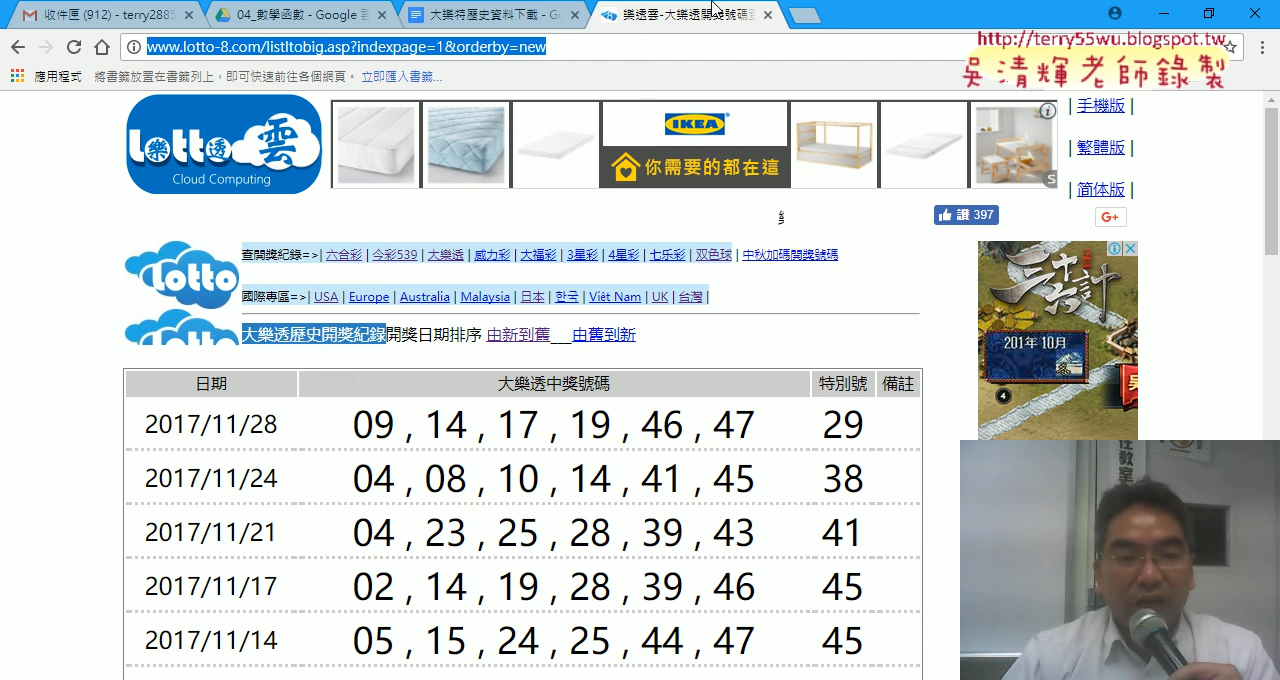 收件匣 (912) - terry2885
04_數學函數 - Google 雲
大樂特歷史資料下載 - Go
樂透雲-大樂透開獎號碼查
www.lotto-8.com/listltobig.asp?indexpage=1&orderby=new
http://terry55wu.blogspot.tw
吳清輝老師錄製
應用程式 將書籤放置在書籤列上，即可快速前往各個網頁。 立即匯入書籤...
Lotto 樂透 雲
Cloud Computing
IKEA
你需要的都在這
| 手機版 |
| 繁體版 |
| 简体版 |
讚 397
G+
Lotto
查開獎紀錄=>| 六合彩 | 今彩539 | 大樂透 | 威力彩 | 大福彩 | 3星彩 | 4星彩 | 七乐彩 | 双色球 | 中秋加碼開獎號碼
國際專區=>| USA | Europe | Australia | Malaysia | 日本 | 한국 | Việt Nam | UK | 台灣 |
大樂透歷史開獎紀錄開獎日期排序 由新到舊___由舊到新
三十六計
201年 10月
4
日期 大樂透中獎號碼 特別號 備註
2017/11/28 09 , 14 , 17 , 19 , 46 , 47 29
2017/11/24 04 , 08 , 10 , 14 , 41 , 45 38
2017/11/21 04 , 23 , 25 , 28 , 39 , 43 41
2017/11/17 02 , 14 , 19 , 28 , 39 , 46 45
2017/11/14 05 , 15 , 24 , 25 , 44 , 47 45